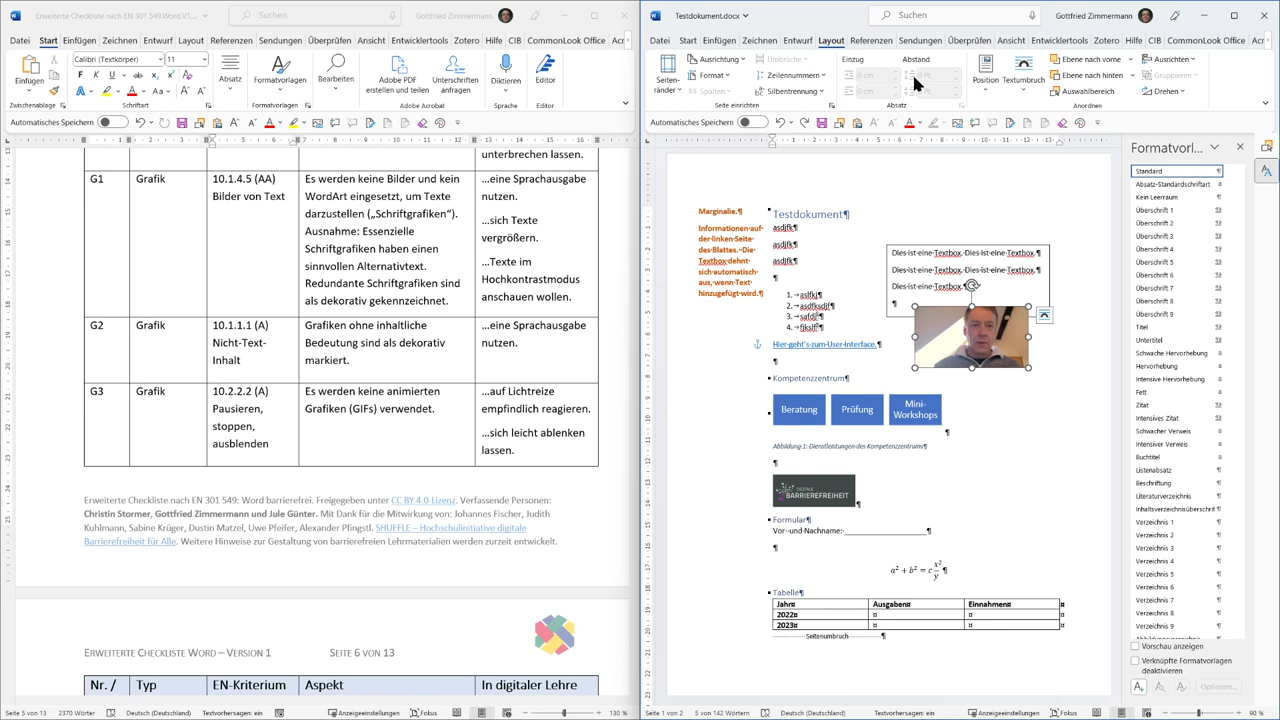 Erweiterte Checkliste nach EN 301 549.Word.V1...
Suchen
Gottfried Zimmermann
Datei Start Einfügen Zeichnen Entwurf Layout Referenzen Sendungen Überprüfen Ansicht Entwicklertools Zotero Hilfe CIB CommonLook Office
Calibri (Textkörper) 11
Einfügen
Absatz
Formatvorlagen
Bearbeitung
Adobe PDF erstellen und teilen
Unterschriften anfragen
Diktieren
Editor
Zwischenablage
Schriftart
Formatvorlagen
Adobe Acrobat
Sprache
Editor
Automatisches Speichern
unterbrechen lassen.
G1 Grafik 10.1.4.5 (AA) Bilder von Text
Es werden keine Bilder und kein
WordArt eingesetzt, um Texte
darzustellen („Schriftgrafiken“).
Ausnahme: Essenzielle
Schriftgrafiken haben einen
sinnvollen Alternativtext.
Redundante Schriftgrafiken sind
als dekorativ gekennzeichnet.
…eine Sprachausgabe
nutzen.
…sich Texte
vergrößern.
…Texte im
Hochkontrastmodus
anschauen wollen.
G2 Grafik 10.1.1.1 (A) Nicht-Text-Inhalt
Grafiken ohne inhaltliche
Bedeutung sind als dekorativ
markiert.
…eine Sprachausgabe
nutzen.
G3 Grafik 10.2.2.2 (A) Pausieren, stoppen, ausblenden
Es werden keine animierten
Grafiken (GIFs) verwendet.
…auf Lichtreize
empfindlich reagieren.
…sich leicht ablenken
lassen.
Erweiterte Checkliste nach EN 301 549: Word barrierefrei. Freigegeben unter CC BY 4.0-Lizenz. Verfassende Personen:
Christin Stormer, Gottfried Zimmermann und Jule Günter. Mit Dank für die Mitwirkung von: Johannes Fischer, Judith
Kuhlmann, Sabine Krüger, Dustin Matzel, Uwe Pfeifer, Alexander Pfingstl. SHUFFLE – Hochschulinitiative digitale
Barrierefreiheit für Alle. Weitere Hinweise zur Gestaltung von barrierefreien Lehrmaterialien werden zurzeit entwickelt.
Erweiterte Checkliste Word – Version 1 Seite 6 von 13
Nr. Typ EN-Kriterium Aspekt In digitaler Lehre
Seite 5 von 13 2370 Wörter Deutsch (Deutschland) Textvorhersagen: ein Anzeigeeinstellungen Fokus 130 %
Testdokument.docx
Suchen
Gottfried Zimmermann
Datei Start Einfügen Zeichnen Entwurf Layout Referenzen Sendungen Überprüfen Ansicht Entwicklertools Zotero Hilfe CIB CommonLook Office
Seitenränder
Ausrichtung
Format
Spalten
Umbrüche
Zeilennummern
Silbentrennung
Einzug
0 cm
0 cm
Abstand
0 Pt.
0 Pt.
Position
Textumbruch
Ebene nach vorne
Ebene nach hinten
Auswahlbereich
Ausrichten
Gruppieren
Drehen
Seite einrichten
Absatz
Anordnen
Automatisches Speichern
Marginalie.¶
Informationen·auf·
der·linken·Seite·
des·Blattes.·Die·
Textbox·dehnt·
sich·automatisch·
aus,·wenn·Text·
hinzugefügt·wird.¶
Testdokument¶
asdjfk¶
asdjfk¶
asdjfk¶
¶
Dies·ist·eine·Textbox.·Dies·ist·eine·Textbox.¶
Dies·ist·eine·Textbox.·Dies·ist·eine·Textbox.¶
Dies·ist·eine·Textbox.¶
¶
1.→aslfkj¶
2.→asdfksdjf¶
3.→safdjf¶
4.→fjkslf¶
Hier·geht's·zum·User·Interface.¶
¶
Kompetenzzentrum¶
Beratung
Prüfung
Mini-Workshops
¶
Abbildung·1:·Dienstleistungen·des·Kompetenzzentrums¶
¶
DIGITALE
BARRIEREFREIHEIT
¶
Formular¶
Vor-·und·Nachname:·____________________¶
¶
a² + b² = c x²/y ¶
Tabelle¶
Jahr¤ Ausgaben¤ Einnahmen¤ ¤
2022¤ ¤ ¤ ¤
2023¤ ¤ ¤ ¤
Seitenumbruch ¶
Formatvorl...
Standard
Absatz-Standardschriftart
Kein Leerraum
Überschrift 1
Überschrift 2
Überschrift 3
Überschrift 4
Überschrift 5
Überschrift 6
Überschrift 7
Überschrift 8
Überschrift 9
Titel
Untertitel
Schwache Hervorhebung
Hervorhebung
Intensive Hervorhebung
Fett
Zitat
Intensives Zitat
Schwacher Verweis
Intensiver Verweis
Buchtitel
Listenabsatz
Beschriftung
Literaturverzeichnis
Inhaltsverzeichnisüberschrif
Verzeichnis 1
Verzeichnis 2
Verzeichnis 3
Verzeichnis 4
Verzeichnis 5
Verzeichnis 6
Verzeichnis 7
Verzeichnis 8
Verzeichnis 9
Vorschau anzeigen
Verknüpfte Formatvorlagen
deaktivieren
Optionen...
Seite 1 von 2 5 von 142 Wörtern Deutsch (Deutschland) Textvorhersagen: ein Anzeigeeinstellungen Fokus 90 %